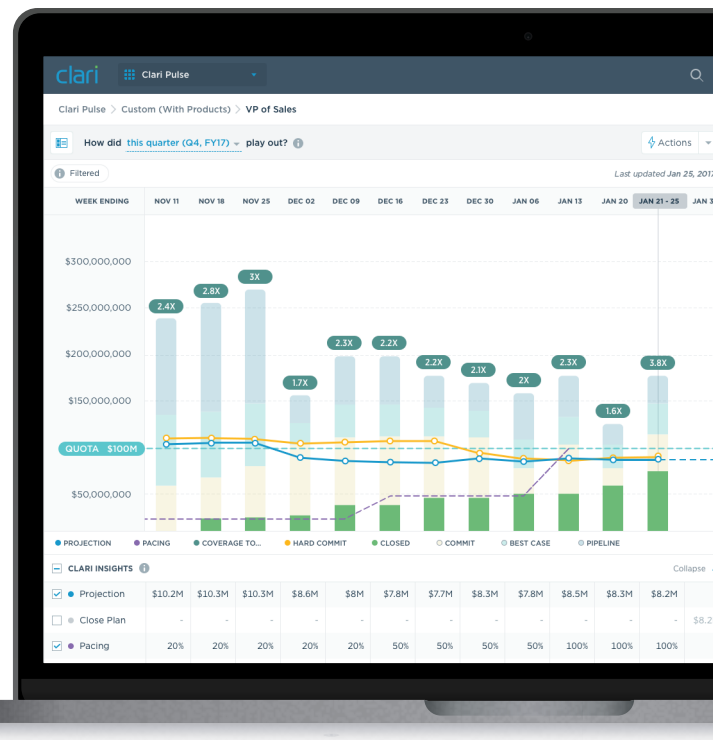 clari Clari Pulse
Clari Pulse > Custom (With Products) > VP of Sales
How did this quarter (Q4, FY17) play out? Actions
Filtered Last updated Jan 25, 2017
WEEK ENDING NOV 11 NOV 18 NOV 25 DEC 02 DEC 09 DEC 16 DEC 23 DEC 30 JAN 06 JAN 13 JAN 20 JAN 21 - 25 JAN 3
$300,000,000
3X
2.8X
$250,000,000
2.4X
2.3X 2.2X
$200,000,000
2.2X 2.3X 3.8X
2.1X
1.7X 2X
$150,000,000
1.6X
QUOTA $100M
$50,000,000
PROJECTION PACING COVERAGE TO... HARD COMMIT CLOSED COMMIT BEST CASE PIPELINE
CLARI INSIGHTS Collapse
Projection $10.2M $10.3M $10.3M $8.6M $8M $7.8M $7.7M $8.3M $7.8M $8.5M $8.3M $8.2M
Close Plan - - - - - - - - - - - - $8.2
Pacing 20% 20% 20% 20% 20% 50% 50% 50% 50% 100% 100% 100%